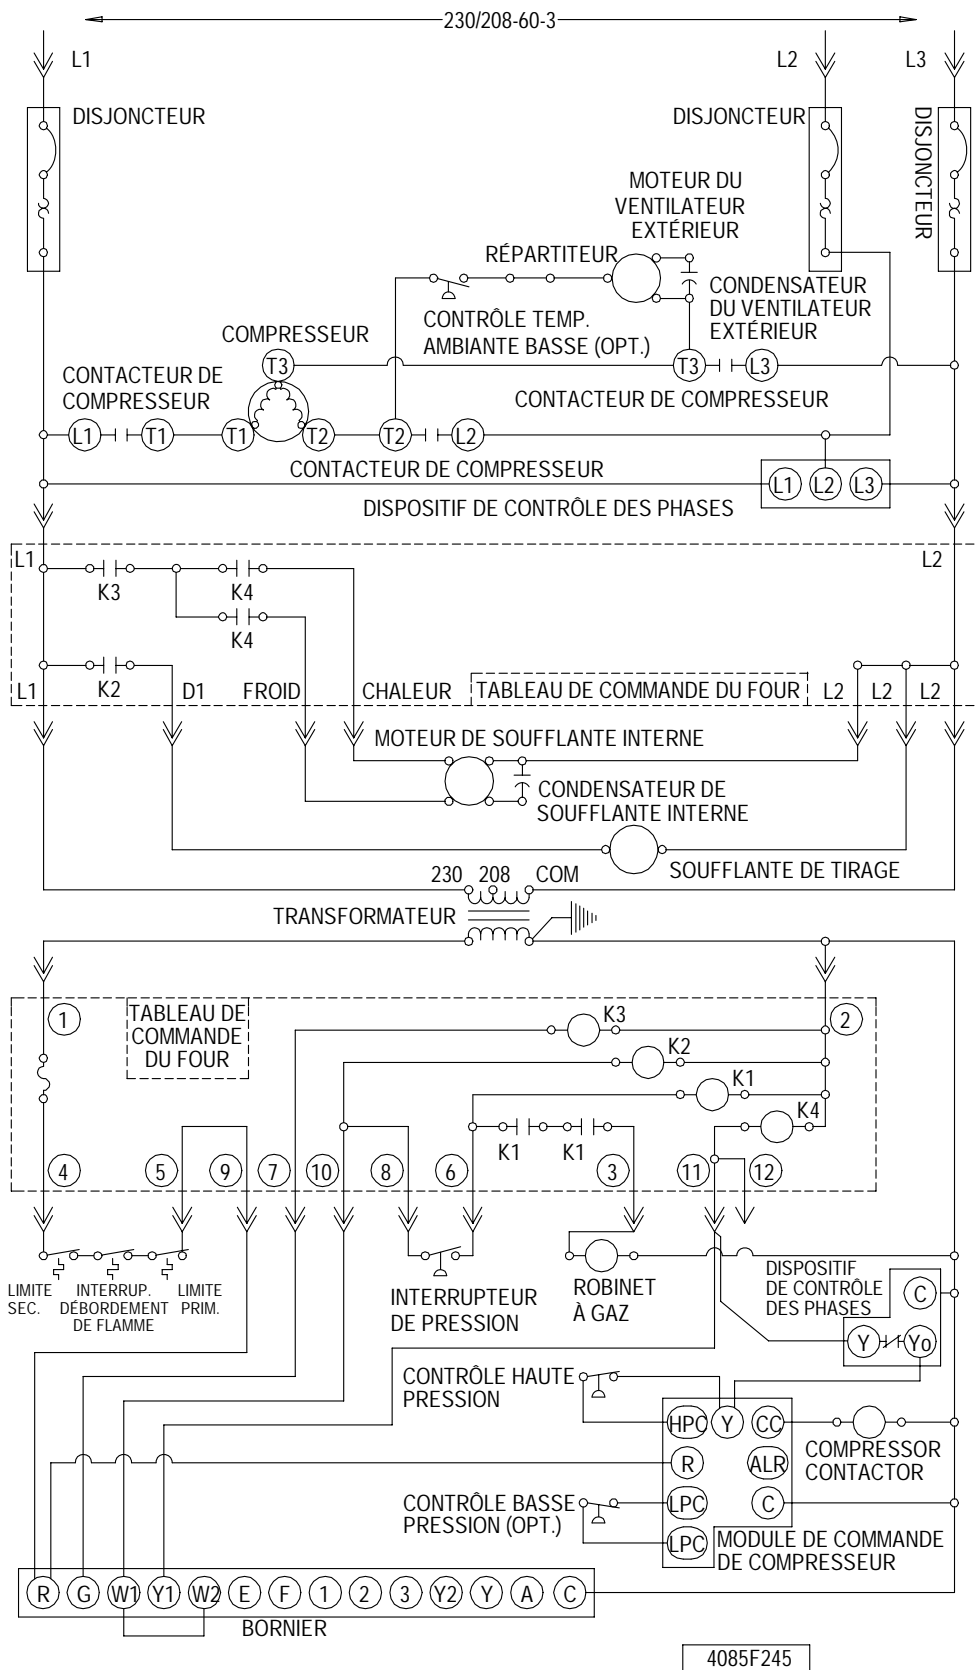 230/208-60-3
L1
L2
L3
DISJONCTEUR
DISJONCTEUR
DISJONCTEUR
MOTEUR DU
VENTILATEUR
EXTÉRIEUR
RÉPARTITEUR
CONDENSATEUR
DU VENTILATEUR
EXTÉRIEUR
CONTRÔLE TEMP.
AMBIANTE BASSE (OPT.)
COMPRESSEUR
T3
T3
L3
CONTACTEUR DE
COMPRESSEUR
CONTACTEUR DE COMPRESSEUR
L1
T1
T1
T2
T2
L2
CONTACTEUR DE COMPRESSEUR
L1
L2
L3
DISPOSITIF DE CONTRÔLE DES PHASES
L1
L2
K3
K4
K4
K2
L1
D1
FROID
CHALEUR
TABLEAU DE COMMANDE DU FOUR
L2
L2
L2
MOTEUR DE SOUFFLANTE INTERNE
CONDENSATEUR DE
SOUFFLANTE INTERNE
SOUFFLANTE DE TIRAGE
230
208
COM
TRANSFORMATEUR
1
TABLEAU DE
COMMANDE
DU FOUR
K3
2
K2
K1
K4
K1
K1
4
5
9
7
10
8
6
3
11
12
LIMITE
SEC.
INTERRUP.
DÉBORDEMENT
DE FLAMME
LIMITE
PRIM.
INTERRUPTEUR
DE PRESSION
ROBINET
À GAZ
DISPOSITIF
DE CONTRÔLE
DES PHASES
C
Y
Yo
CONTRÔLE HAUTE
PRESSION
HPC
Y
CC
COMPRESSOR
CONTACTOR
R
ALR
CONTRÔLE BASSE
PRESSION (OPT.)
LPC
C
LPC
MODULE DE COMMANDE
DE COMPRESSEUR
R
G
W1
Y1
W2
E
F
1
2
3
Y2
Y
A
C
BORNIER
4085F245